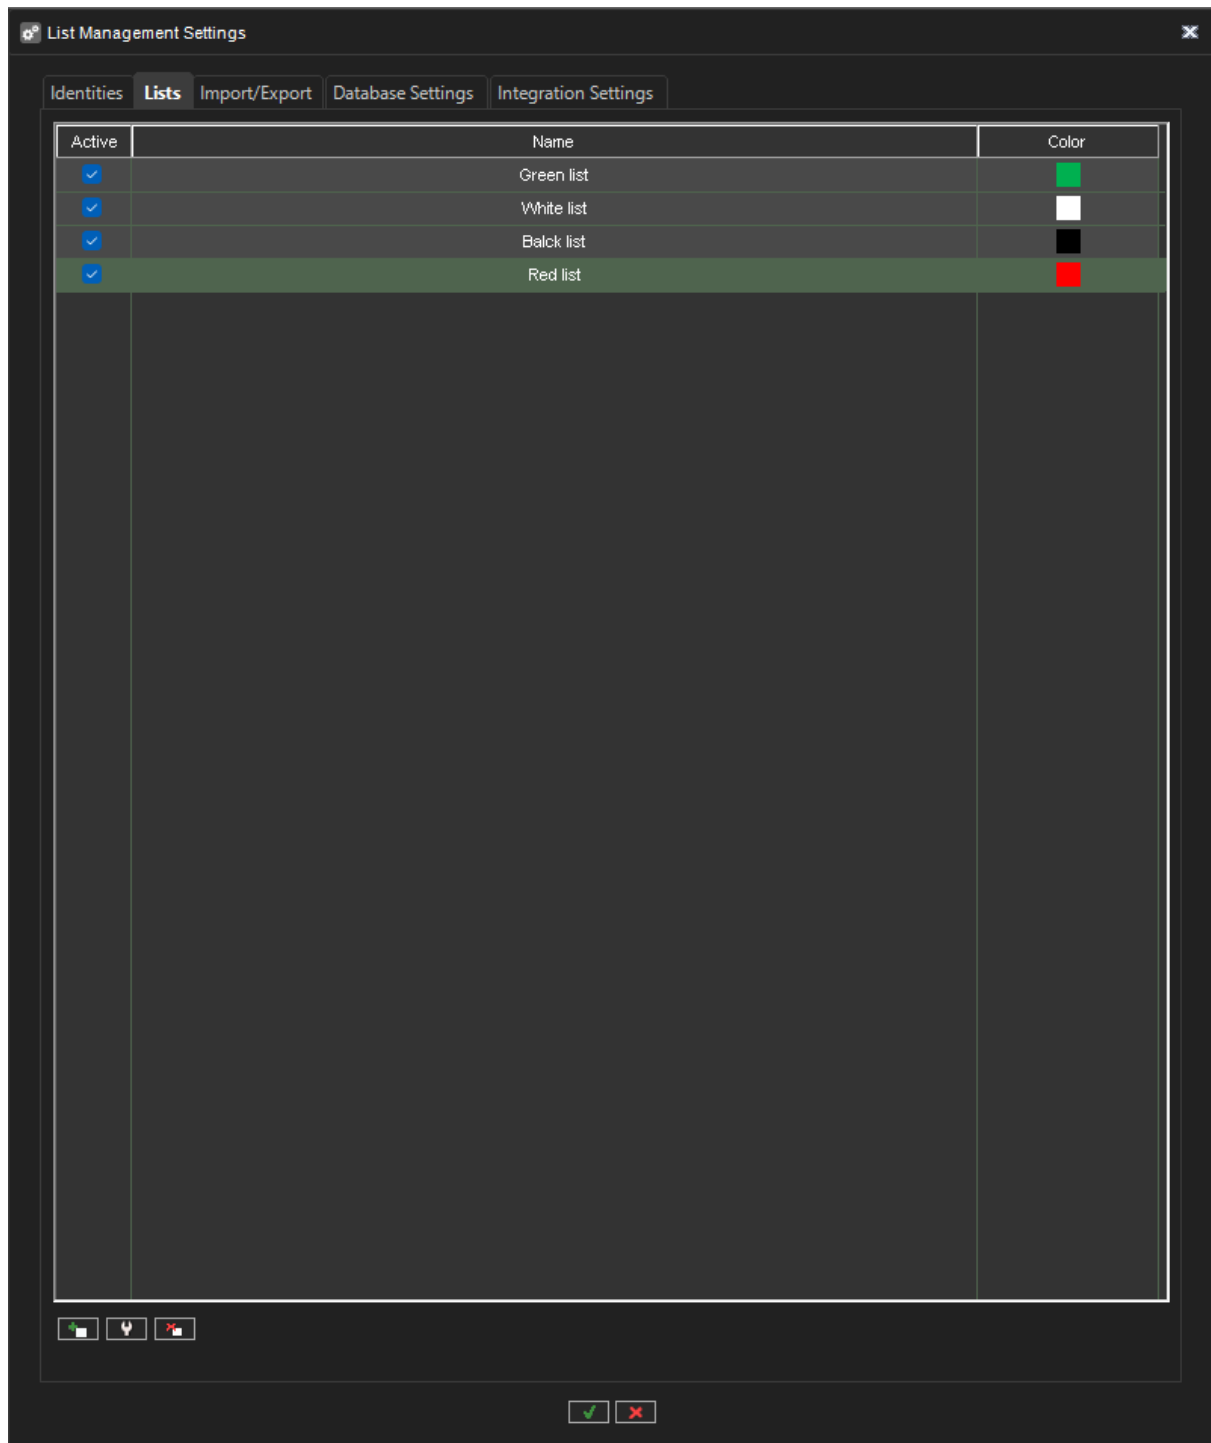 List Management Settings
Identities Lists Import/Export Database Settings Integration Settings
Active Name Color
Green list
White list
Balck list
Red list